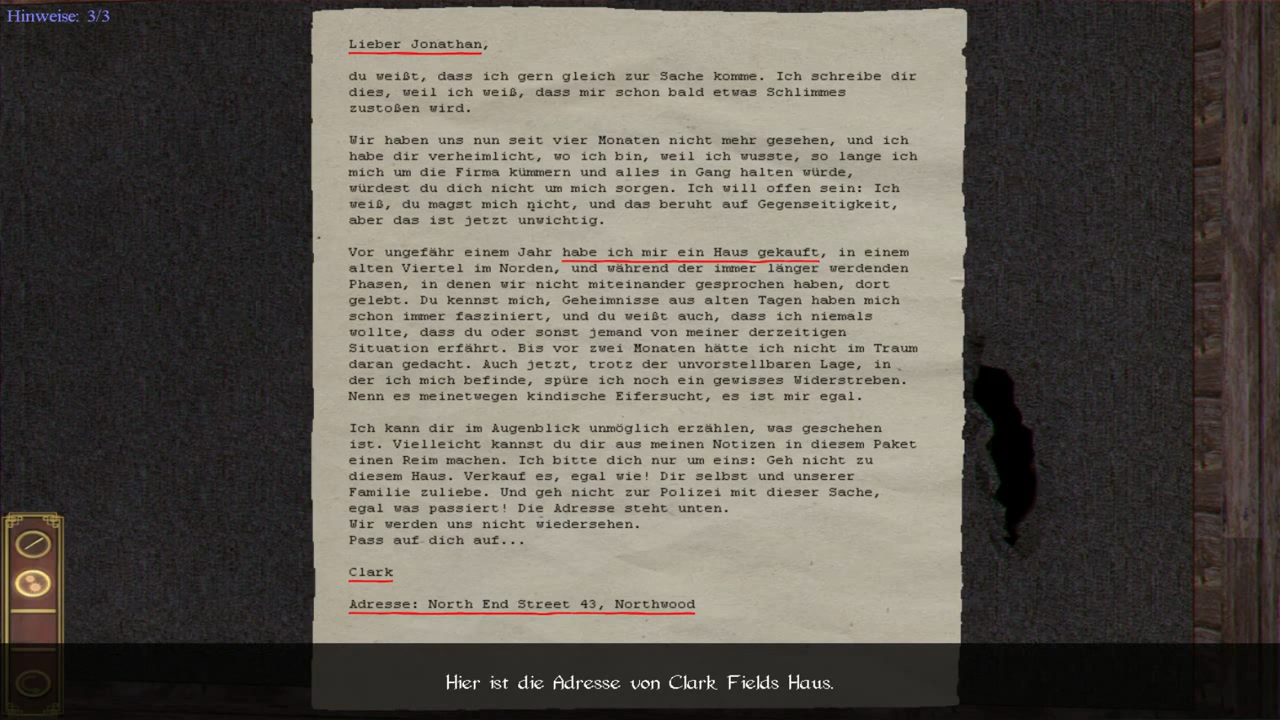 Hinweise: 3/3
Lieber Jonathan,
du weißt, dass ich gern gleich zur Sache komme. Ich schreibe dir
dies, weil ich weiß, dass mir schon bald etwas Schlimmes
zustoßen wird.
Wir haben uns nun seit vier Monaten nicht mehr gesehen, und ich
habe dir verheimlicht, wo ich bin, weil ich wusste, so lange ich
mich um die Firma kümmern und alles in Gang halten würde,
würdest du dich nicht um mich sorgen. Ich will offen sein: Ich
weiß, du magst mich nicht, und das beruht auf Gegenseitigkeit,
aber das ist jetzt unwichtig.
Vor ungefähr einem Jahr habe ich mir ein Haus gekauft, in einem
alten Viertel im Norden, und während der immer länger werdenden
Phasen, in denen wir nicht miteinander gesprochen haben, dort
gelebt. Du kennst mich, Geheimnisse aus alten Tagen haben mich
schon immer fasziniert, und du weißt auch, dass ich niemals
wollte, dass du oder sonst jemand von meiner derzeitigen
Situation erfährt. Bis vor zwei Monaten hätte ich nicht im Traum
daran gedacht. Auch jetzt, trotz der unvorstellbaren Lage, in
der ich mich befinde, spüre ich noch ein gewisses Widerstreben.
Nenn es meinetwegen kindische Eifersucht, es ist mir egal.
Ich kann dir im Augenblick unmöglich erzählen, was geschehen
ist. Vielleicht kannst du dir aus meinen Notizen in diesem Paket
einen Reim machen. Ich bitte dich nur um eins: Geh nicht zu
diesem Haus. Verkauf es, egal wie! Dir selbst und unserer
Familie zuliebe. Und geh nicht zur Polizei mit dieser Sache,
egal was passiert! Die Adresse steht unten.
Wir werden uns nicht wiedersehen.
Pass auf dich auf...
Clark
Adresse: North End Street 43, Northwood
Hier ist die Adresse von Clark Fields Haus.